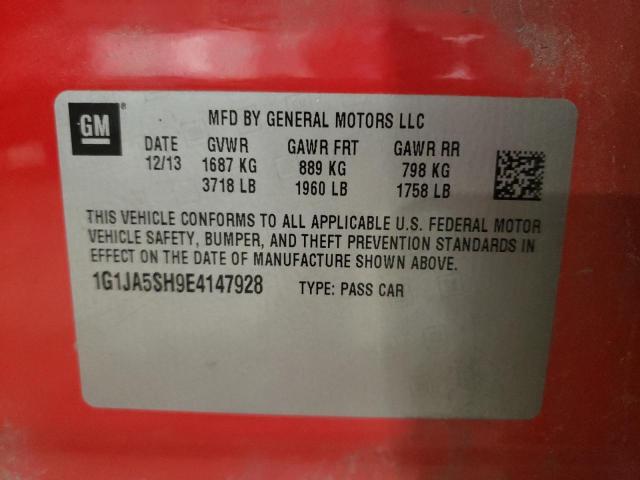 GM
MFD BY GENERAL MOTORS LLC
DATE GVWR GAWR FRT GAWR RR
12/13 1687 KG 889 KG 798 KG
3718 LB 1960 LB 1758 LB
THIS VEHICLE CONFORMS TO ALL APPLICABLE U.S. FEDERAL MOTOR
VEHICLE SAFETY, BUMPER, AND THEFT PREVENTION STANDARDS IN
EFFECT ON THE DATE OF MANUFACTURE SHOWN ABOVE.
1G1JA5SH9E4147928 TYPE: PASS CAR